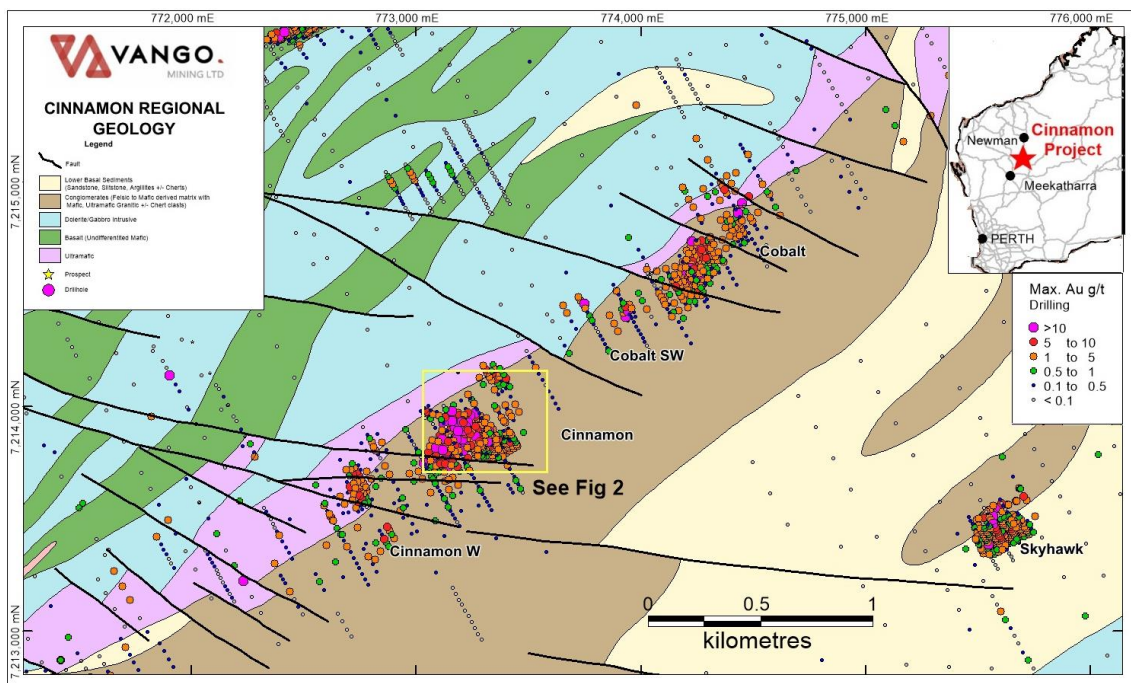 772,000 mE
773,000 mE
774,000 mE
775,000 mE
776,000 mE
VANGO.
MINING LTD
CINNAMON REGIONAL
GEOLOGY
Legend
Fault
Lower Basal Sediments
(Sandstone, Siltstone, Argillites +/- Cherts)
Conglomerates (Felsic to Mafic derived matrix with
Mafic, Ultramafic Granitic +/- Chert clasts)
Dolerite/Gabbro Intrusive
Basalt (Undifferentiated Mafic)
Ultramafic
Prospect
Drillhole
Newman
Cinnamon
Project
Meekatharra
PERTH
Max. Au g/t
Drilling
>10
5 to 10
1 to 5
0.5 to 1
0.1 to 0.5
< 0.1
7,215,000 mN
7,214,000 mN
7,213,000 mN
Cobalt
Cobalt SW
Cinnamon
See Fig 2
Cinnamon W
Skyhawk
0 0.5 1
kilometres